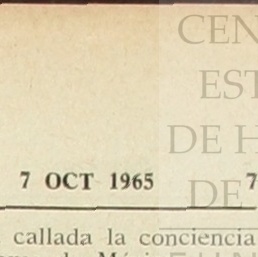 CEN
EST
DE H
DE
7 OCT 1965 7
callada la conciencia